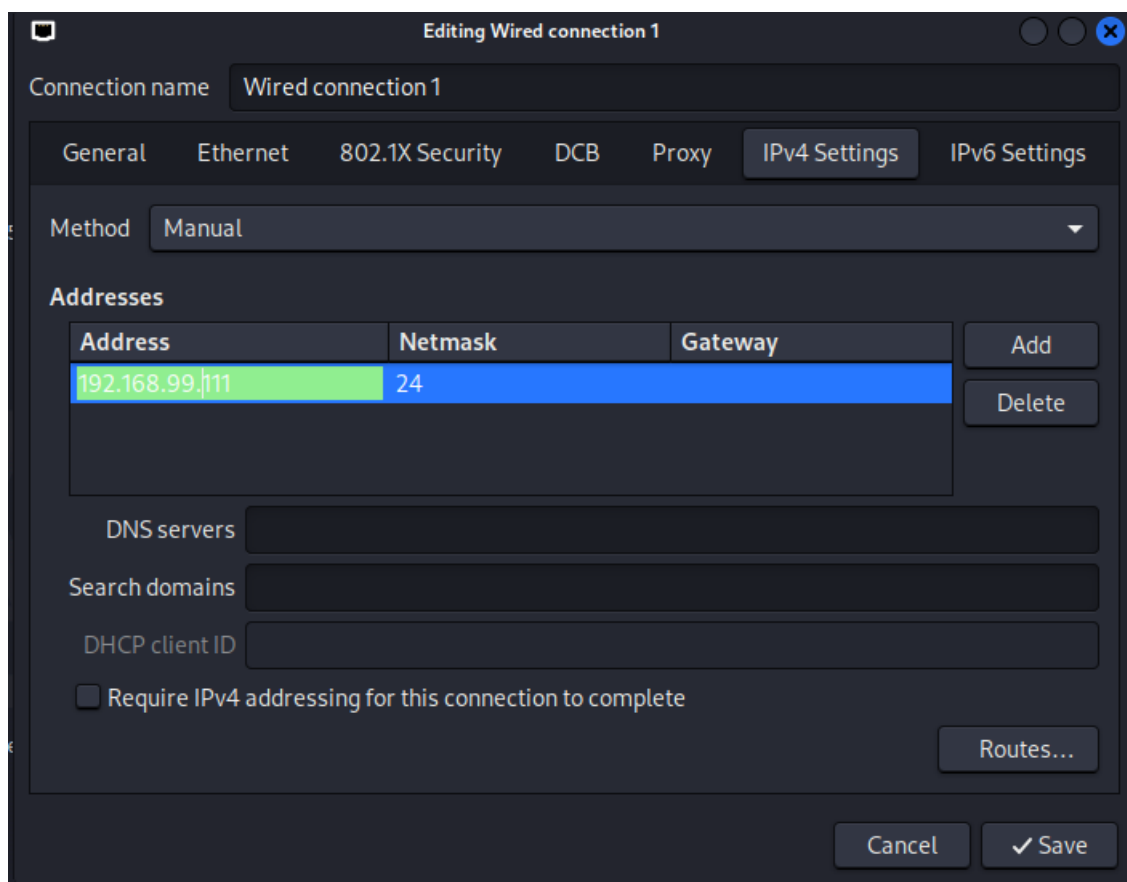 Editing Wired connection 1
Connection name Wired connection 1
General Ethernet 802.1X Security DCB Proxy IPv4 Settings IPv6 Settings
Method Manual
Addresses
Address Netmask Gateway Add
192.168.99.111 24
Delete
DNS servers
Search domains
DHCP client ID
Require IPv4 addressing for this connection to complete
Routes...
Cancel ✓ Save